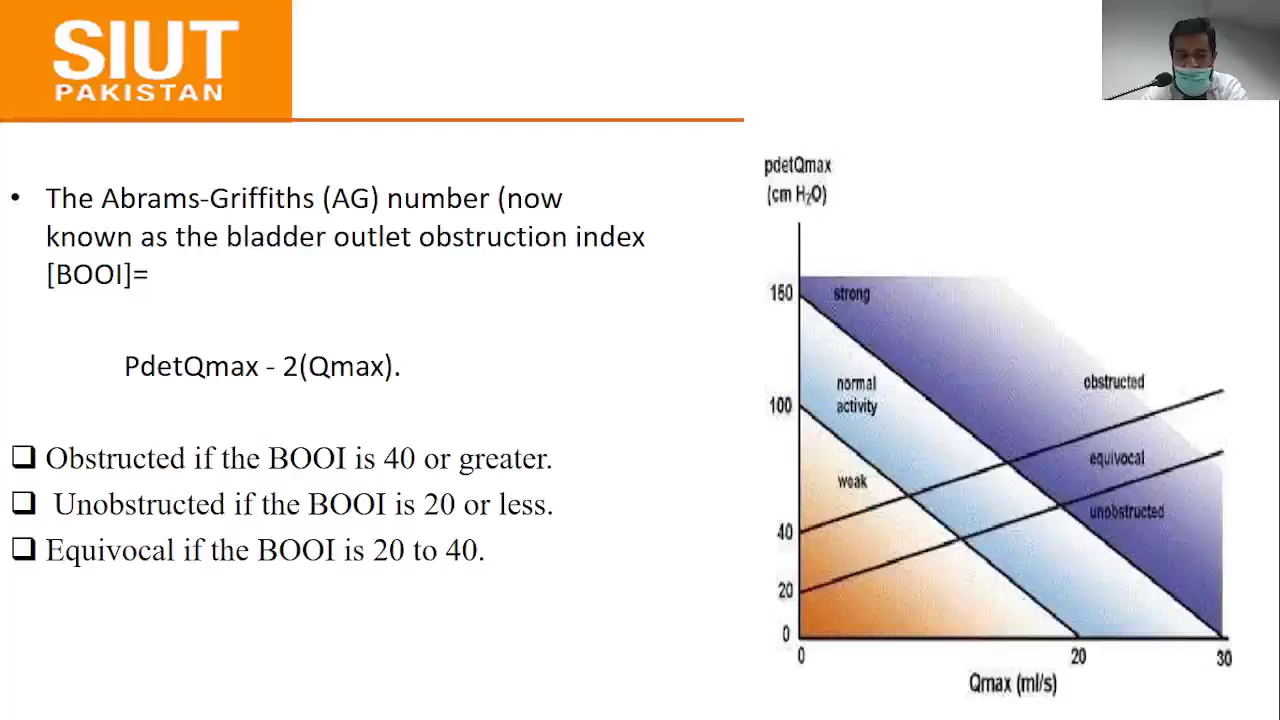 SIUT
PAKISTAN
• The Abrams-Griffiths (AG) number (now
known as the bladder outlet obstruction index
[BOOI]=
PdetQmax - 2(Qmax).
❑ Obstructed if the BOOI is 40 or greater.
❑ Unobstructed if the BOOI is 20 or less.
❑ Equivocal if the BOOI is 20 to 40.
pdetQmax
(cm H₂O)
150
strong
obstructed
normal
activity
100
equivocal
weak
unobstructed
40
20
0
0
20
30
Qmax (ml/s)